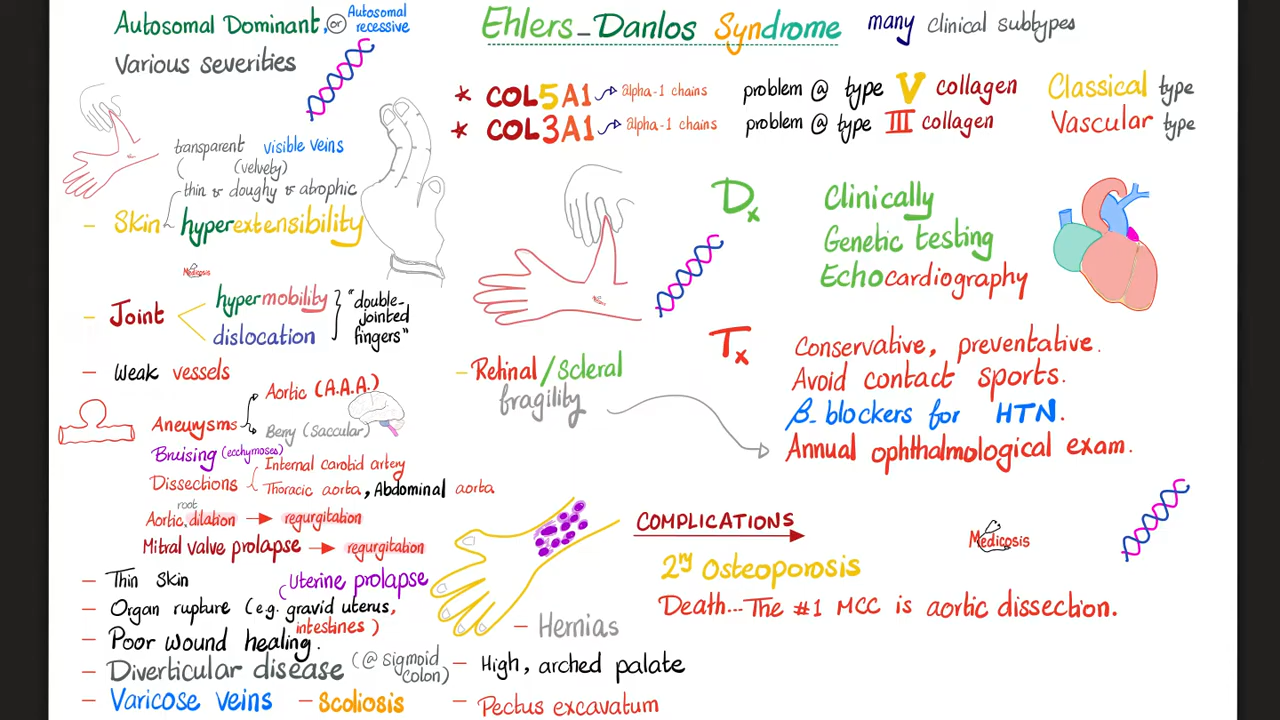 Autosomal Dominant, or Autosomal recessive
Various severities
Ehlers-Danlos Syndrome many clinical subtypes
* COL5A1 → alpha-1 chains problem @ type V collagen Classical type
* COL3A1 → alpha-1 chains problem @ type III collagen Vascular type
transparent visible veins
(velvety)
thin & doughy & atrophic
- Skin hyperextensibility
Medicosis
- Joint hypermobility
dislocation
"double-
jointed
fingers"
- Weak vessels
Aneurysms
Aortic (A.A.A.)
Berry (Saccular)
Bruising (ecchymoses)
Dissections
Internal carotid artery
Thoracic aorta, Abdominal aorta
Aortic root dilation → regurgitation
Mitral valve prolapse → regurgitation
- Thin Skin
(Uterine prolapse
- Organ rupture (e.g. gravid uterus,
intestines)
- Poor wound healing.
- Diverticular disease (@ sigmoid
colon)
- Varicose veins - Scoliosis
- Retinal/Scleral
fragility
- Hernias
- High, arched palate
- Pectus excavatum
Dx
Clinically
Genetic testing
Echocardiography
Tx
Conservative, preventative.
Avoid contact sports.
β-blockers for HTN.
Annual ophthalmological exam.
COMPLICATIONS
2ry Osteoporosis
Death... The #1 MCC is aortic dissection.
Medicosis